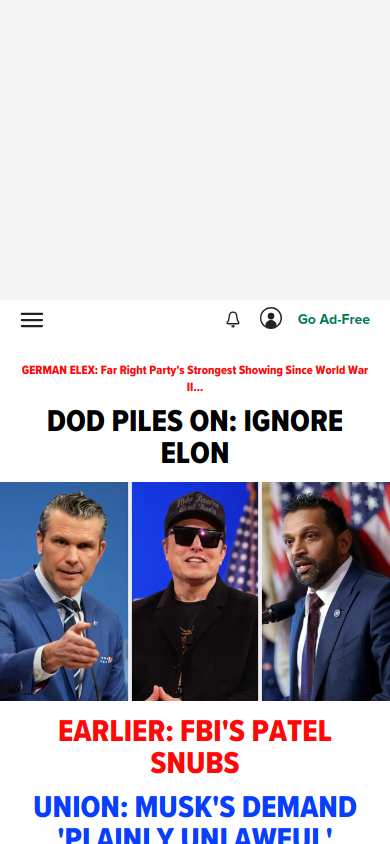 Go Ad-Free
GERMAN ELEX: Far Right Party's Strongest Showing Since World War
II...
DOD PILES ON: IGNORE
ELON
EARLIER: FBI'S PATEL
SNUBS
UNION: MUSK'S DEMAND
'PLAINLY UNLAWFUL'